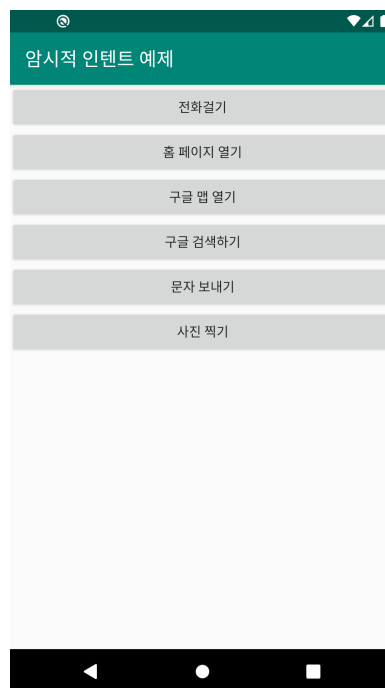 암시적 인텐트 예제
전화걸기
홈 페이지 열기
구글 맵 열기
구글 검색하기
문자 보내기
사진 찍기